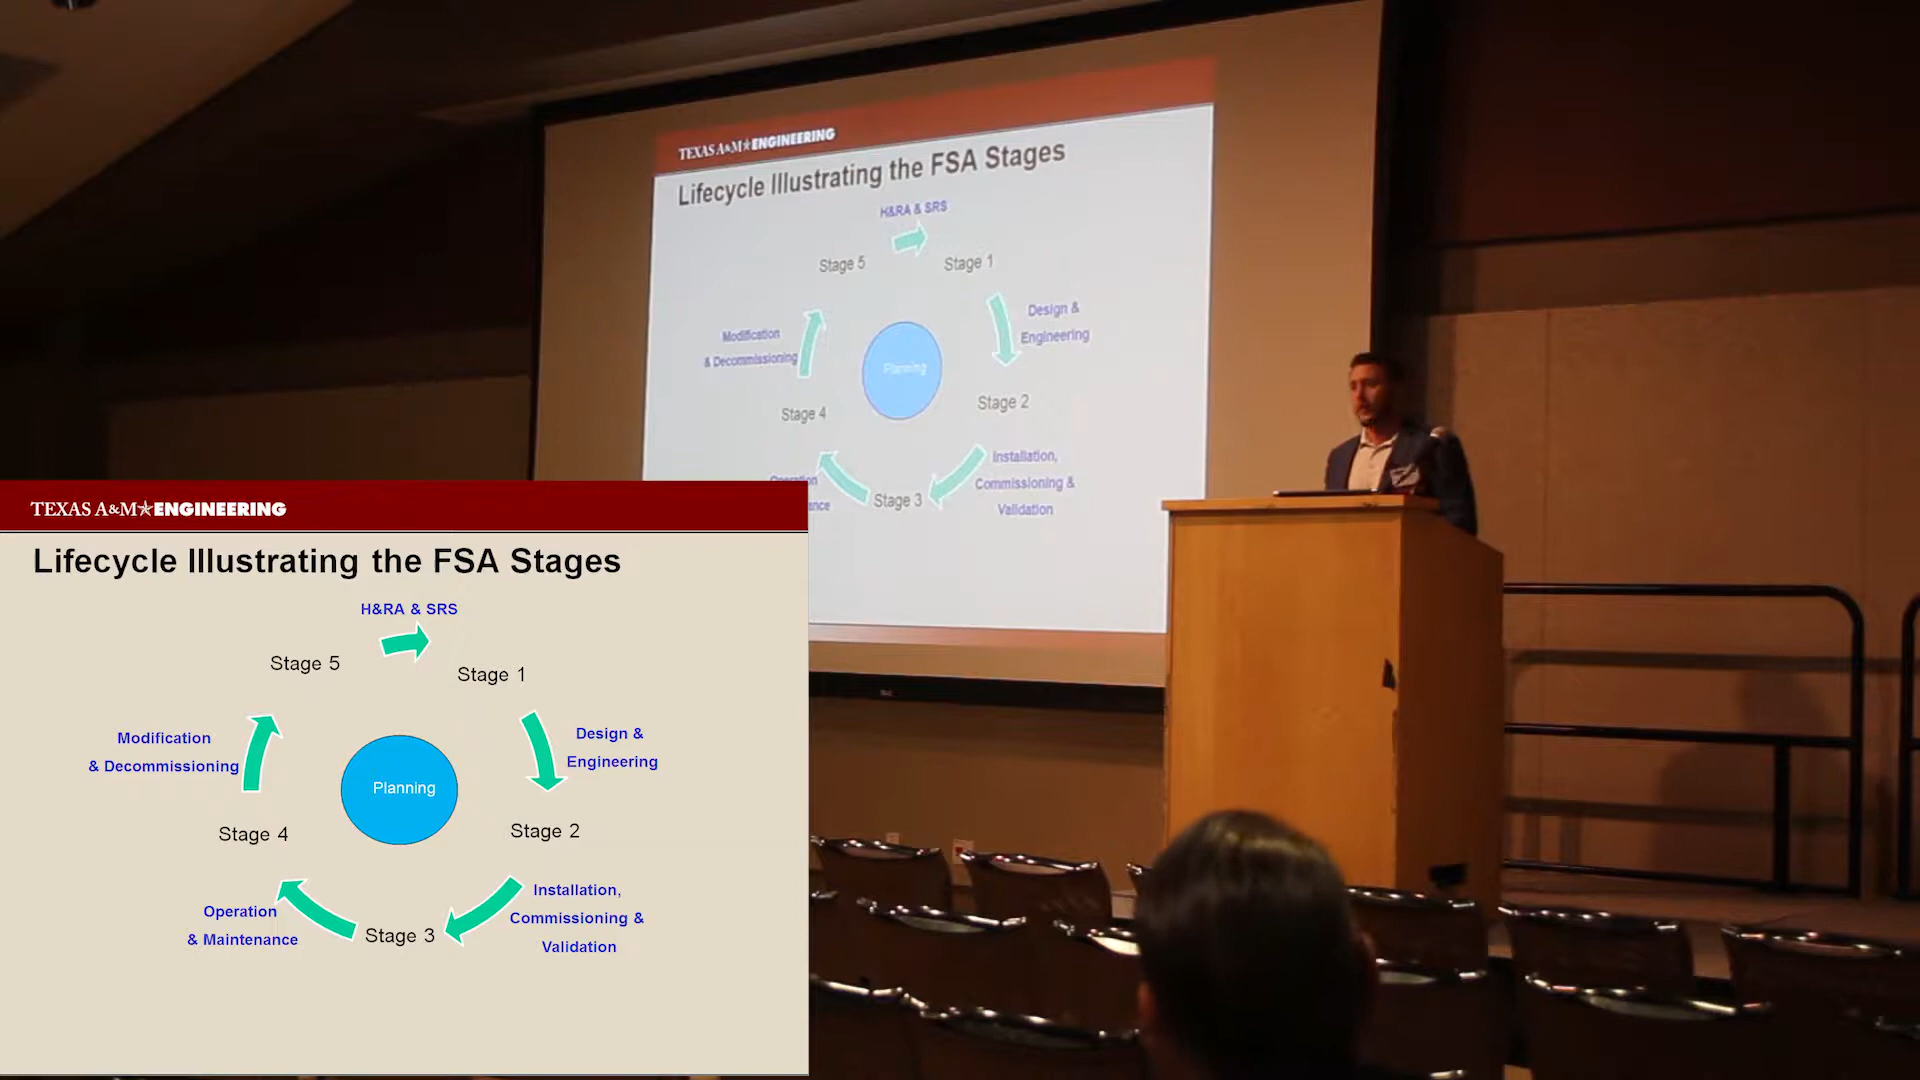 TEXAS A&M★ENGINEERING
Lifecycle Illustrating the FSA Stages
H&RA & SRS
Stage 5
Stage 1
Design &
Engineering
Modification
& Decommissioning
Planning
Stage 2
Stage 4
Installation,
Commissioning &
Validation
Operation
Stage 3
TEXAS A&M★ENGINEERING
Lifecycle Illustrating the FSA Stages
H&RA & SRS
Stage 5
Stage 1
Design &
Engineering
Modification
& Decommissioning
Planning
Stage 2
Stage 4
Installation,
Commissioning &
Validation
Operation
& Maintenance
Stage 3